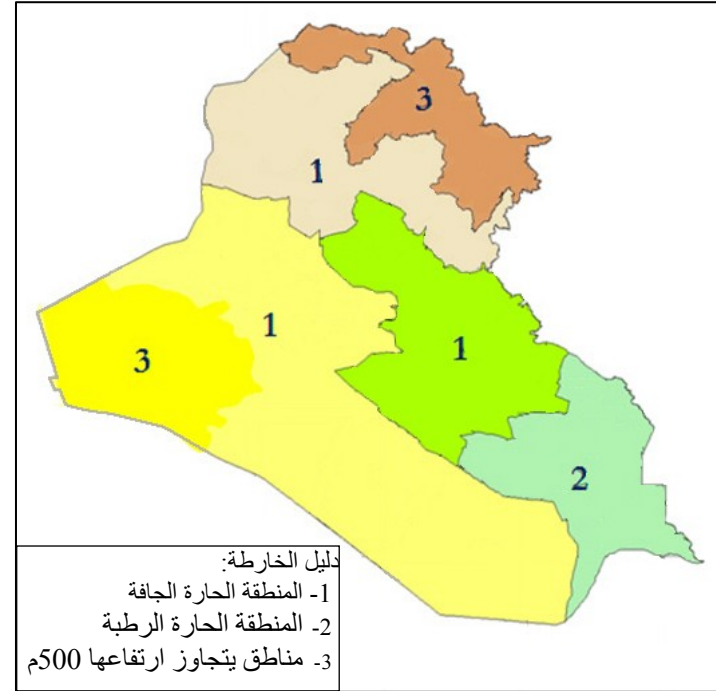 3
1
1
3
1
2
دليل الخارطة:
1- المنطقة الحارة الجافة
2- المنطقة الحارة الرطبة
3- مناطق يتجاوز ارتفاعها 500م